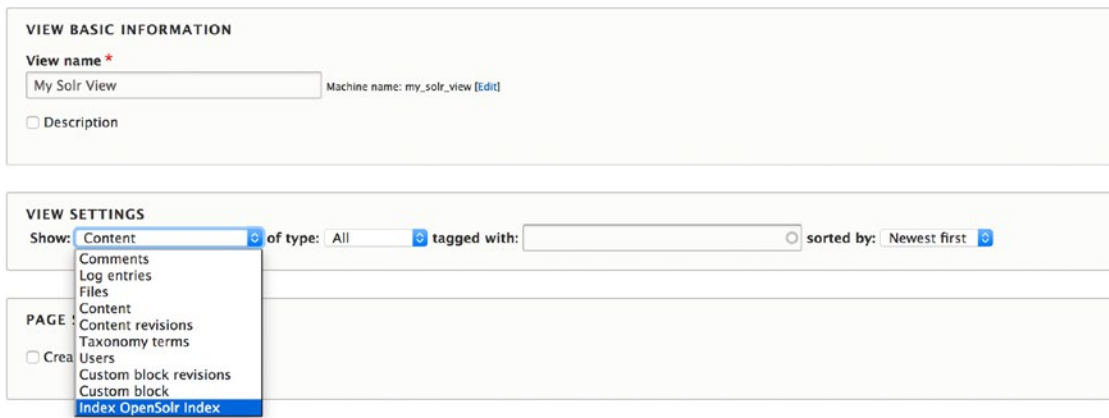 VIEW BASIC INFORMATION
View name *
My Solr View Machine name: my_solr_view [Edit]
Description
VIEW SETTINGS
Show: Content of type: All tagged with: sorted by: Newest first
Comments
Log entries
Files
Content
Content revisions
Taxonomy terms
PAGE
Users
Crea
Custom block revisions
Custom block
Index OpenSolr Index